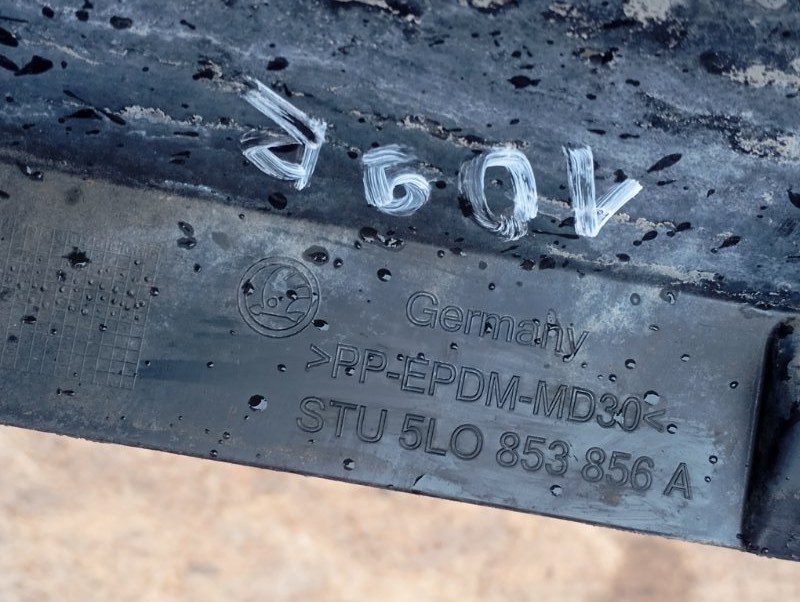 Germany
>PP-EPDM-MD30<
STU 5L0 853 856 A